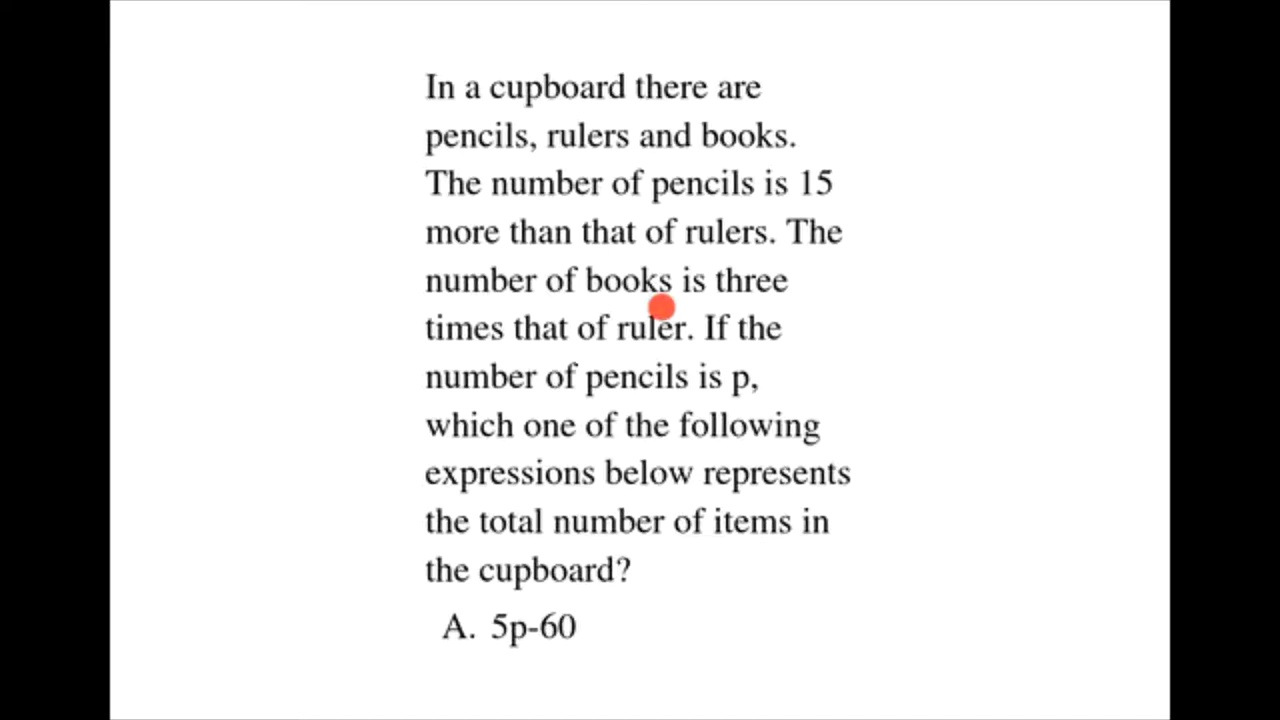 In a cupboard there are
pencils, rulers and books.
The number of pencils is 15
more than that of rulers. The
number of books is three
times that of ruler. If the
number of pencils is p,
which one of the following
expressions below represents
the total number of items in
the cupboard?
A. 5p-60